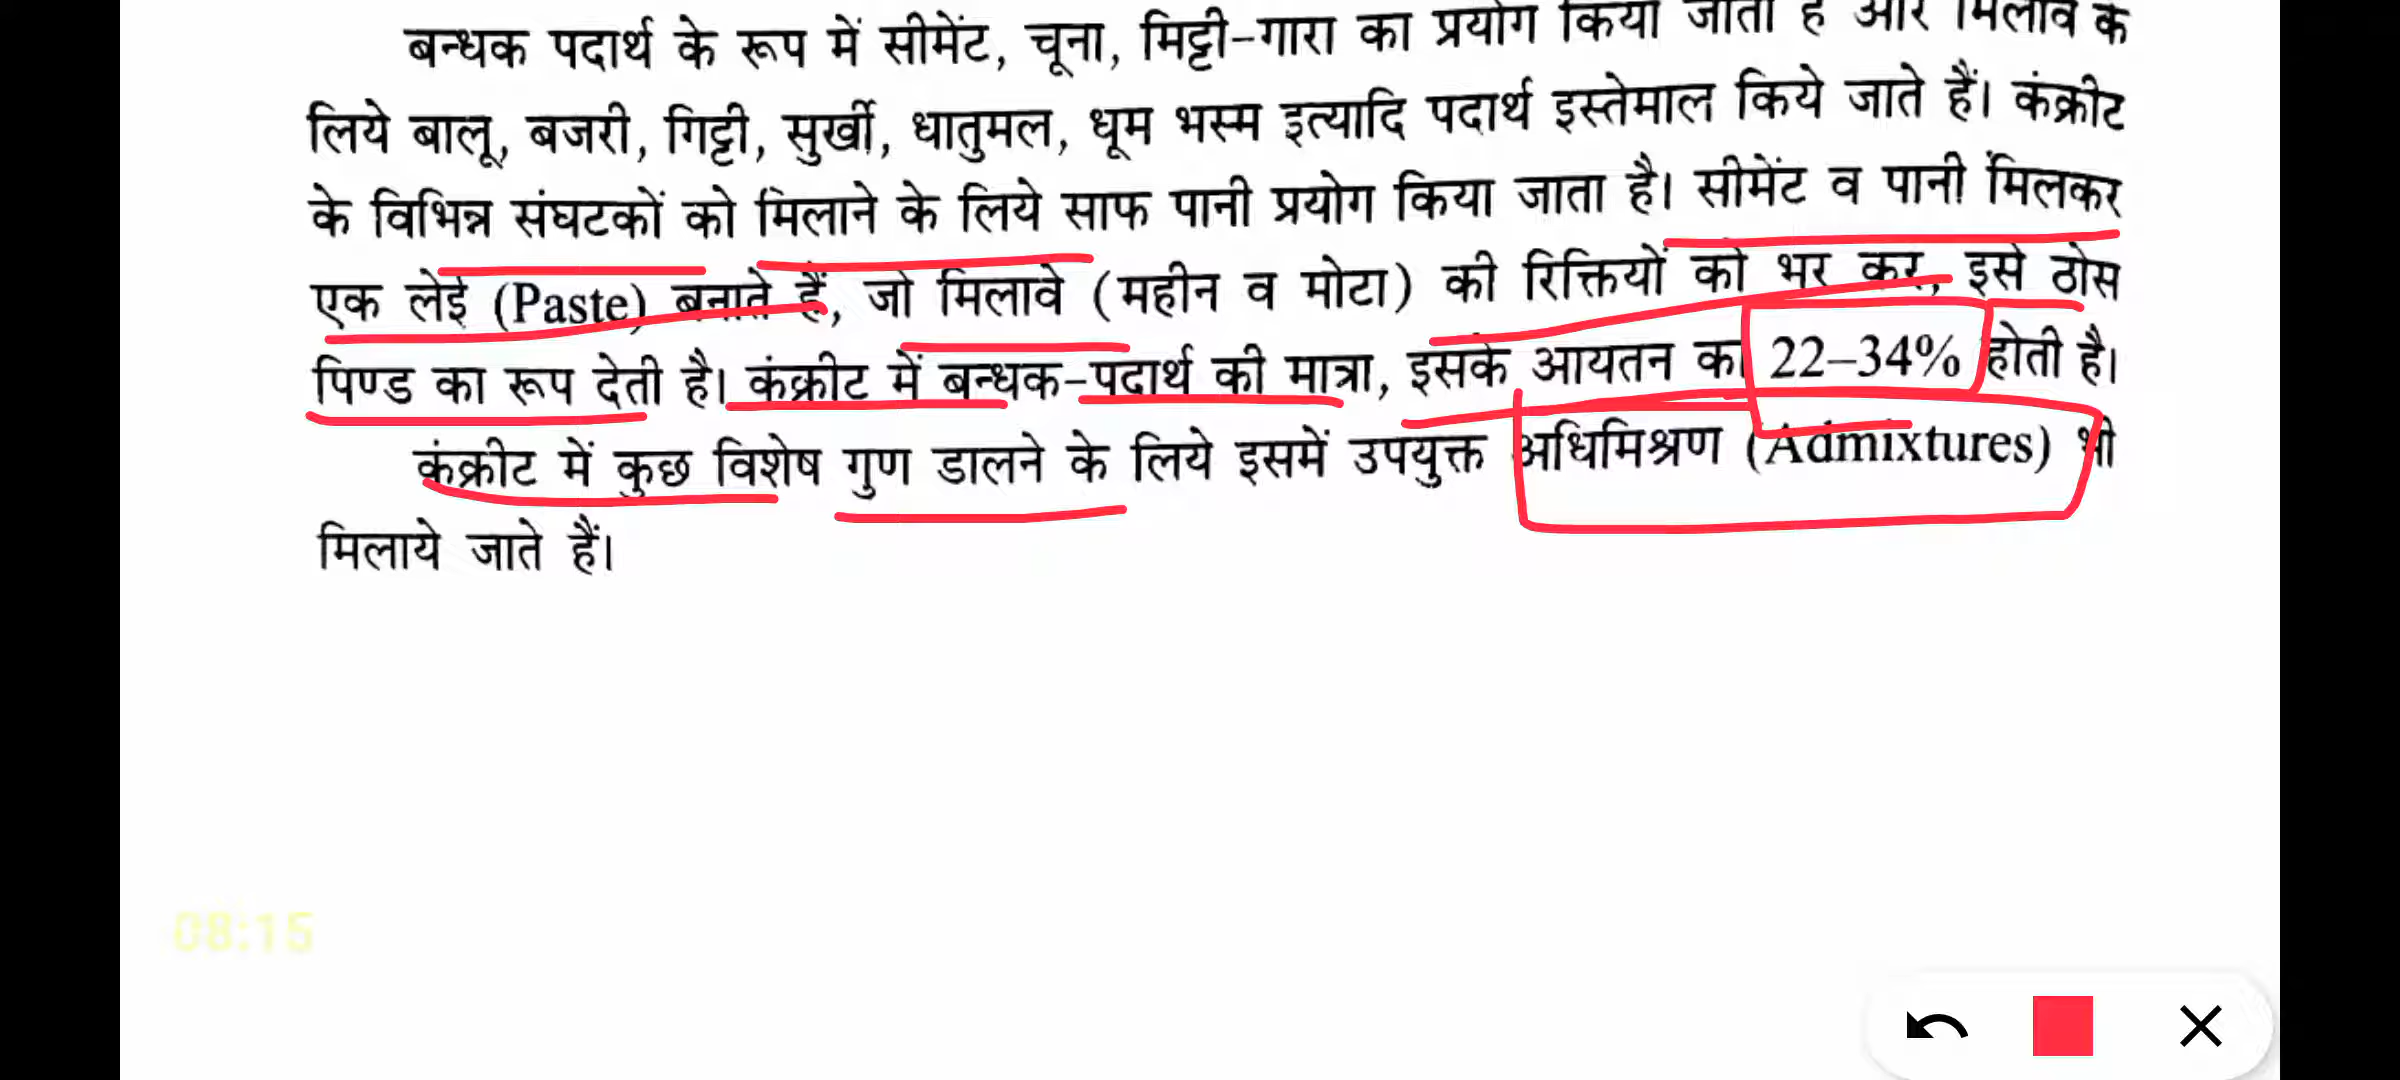 बन्धक पदार्थ के रूप में सीमेंट, चूना, मिट्टी-गारा का प्रयोग किया जाता है और मिलावे के
लिये बालू, बजरी, गिट्टी, सुर्खी, धातुमल, धूम भस्म इत्यादि पदार्थ इस्तेमाल किये जाते हैं। कंक्रीट
के विभिन्न संघटकों को मिलाने के लिये साफ पानी प्रयोग किया जाता है। सीमेंट व पानी मिलकर
एक लेई (Paste) बनाते हैं, जो मिलावे (महीन व मोटा) की रिक्तियों को भर कर, इसे ठोस
पिण्ड का रूप देती है। कंक्रीट में बन्धक-पदार्थ की मात्रा, इसके आयतन का 22–34% होती है।
कंक्रीट में कुछ विशेष गुण डालने के लिये इसमें उपयुक्त अधिमिश्रण (Admixtures) भी
मिलाये जाते हैं।
08:15